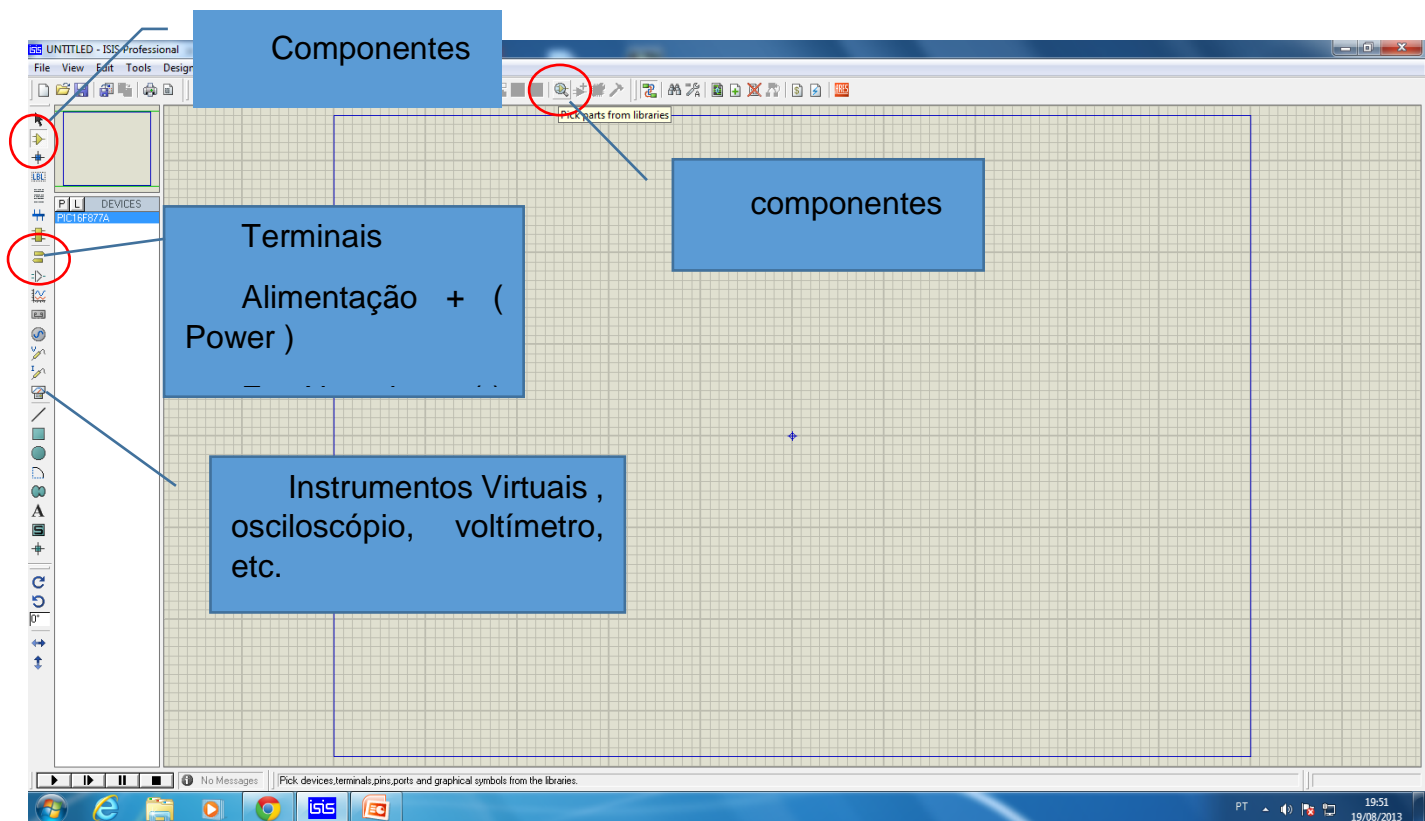 Componentes
UNTITLED - ISIS Professional
File View Edit Tools Design
Pick parts from libraries
LBL
P L DEVICES
PIC16F877A
componentes
Terminais
Alimentação + (
Power )
Instrumentos Virtuais ,
osciloscópio, voltímetro,
etc.
A
S
0°
No Messages
Pick devices,terminals,pins,ports and graphical symbols from the libraries.
isis
PT
19:51
19/08/2013